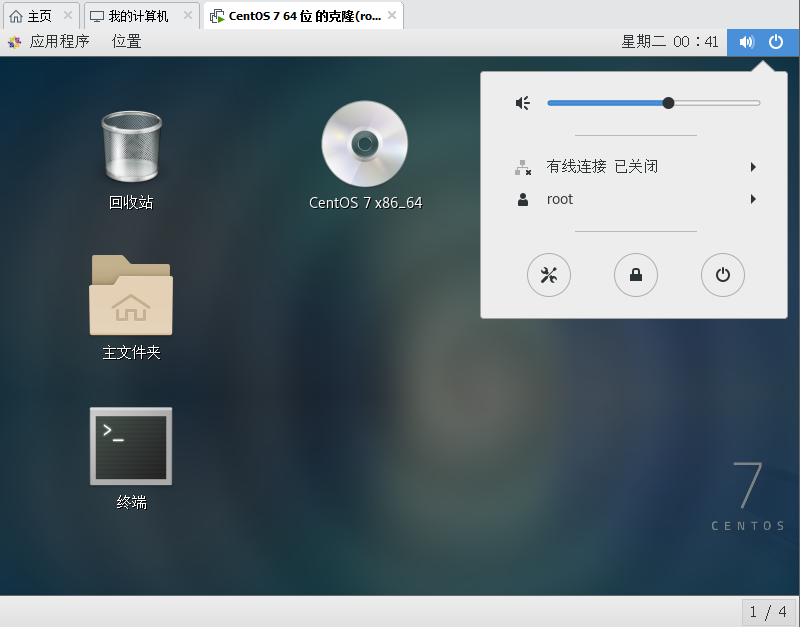 主页
我的计算机
CentOS 7 64 位 的克隆(ro...
应用程序 位置
星期二 00：41
有线连接 已关闭
root
回收站
CentOS 7 x86_64
主文件夹
>_
终端
7
CENTOS
1 / 4